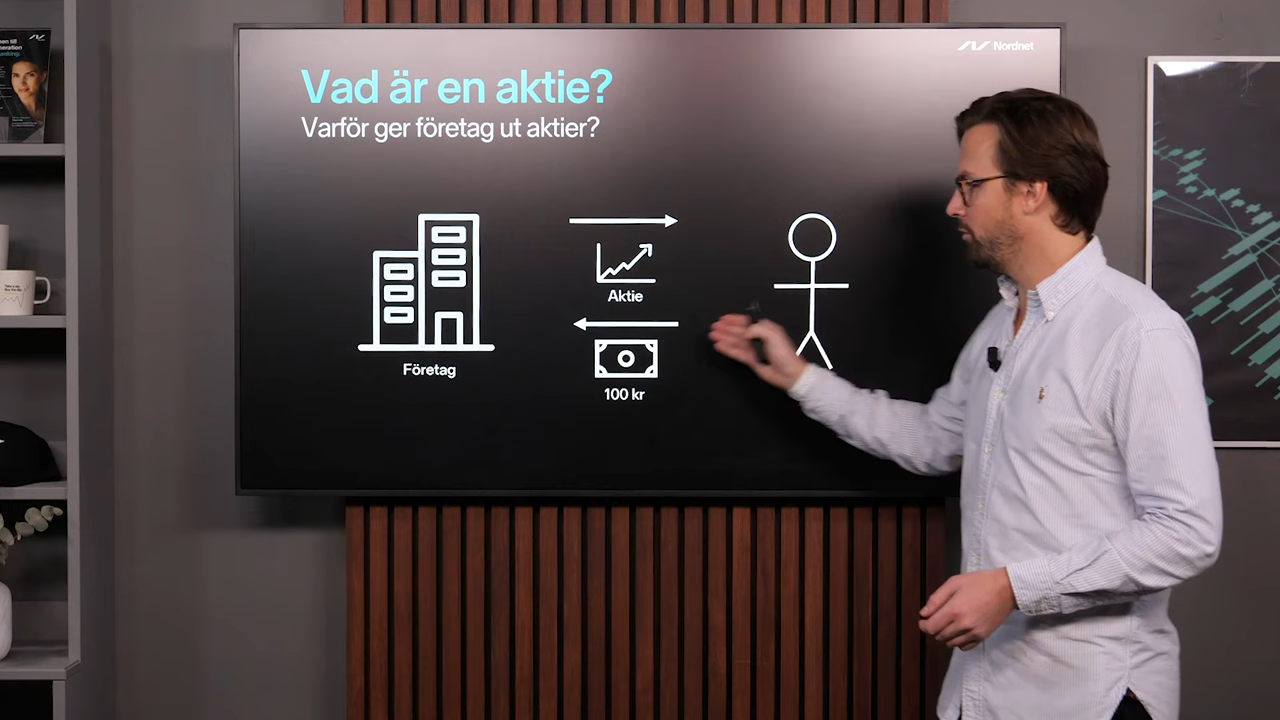 Nordnet
Vad är en aktie?
Varför ger företag ut aktier?
Aktie
Företag
100 kr